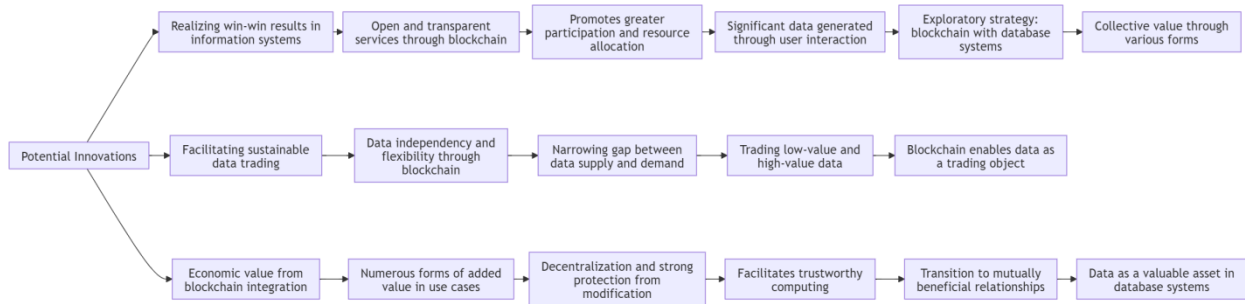 Realizing win-win results in
information systems
Open and transparent
services through blockchain
Promotes greater
participation and resource
allocation
Significant data generated
through user interaction
Exploratory strategy:
blockchain with database
systems
Collective value through
various forms
Potential Innovations
Facilitating sustainable
data trading
Data independency and
flexibility through
blockchain
Narrowing gap between
data supply and demand
Trading low-value and
high-value data
Blockchain enables data as
a trading object
Economic value from
blockchain integration
Numerous forms of added
value in use cases
Decentralization and strong
protection from
modification
Facilitates trustworthy
computing
Transition to mutually
beneficial relationships
Data as a valuable asset in
database systems